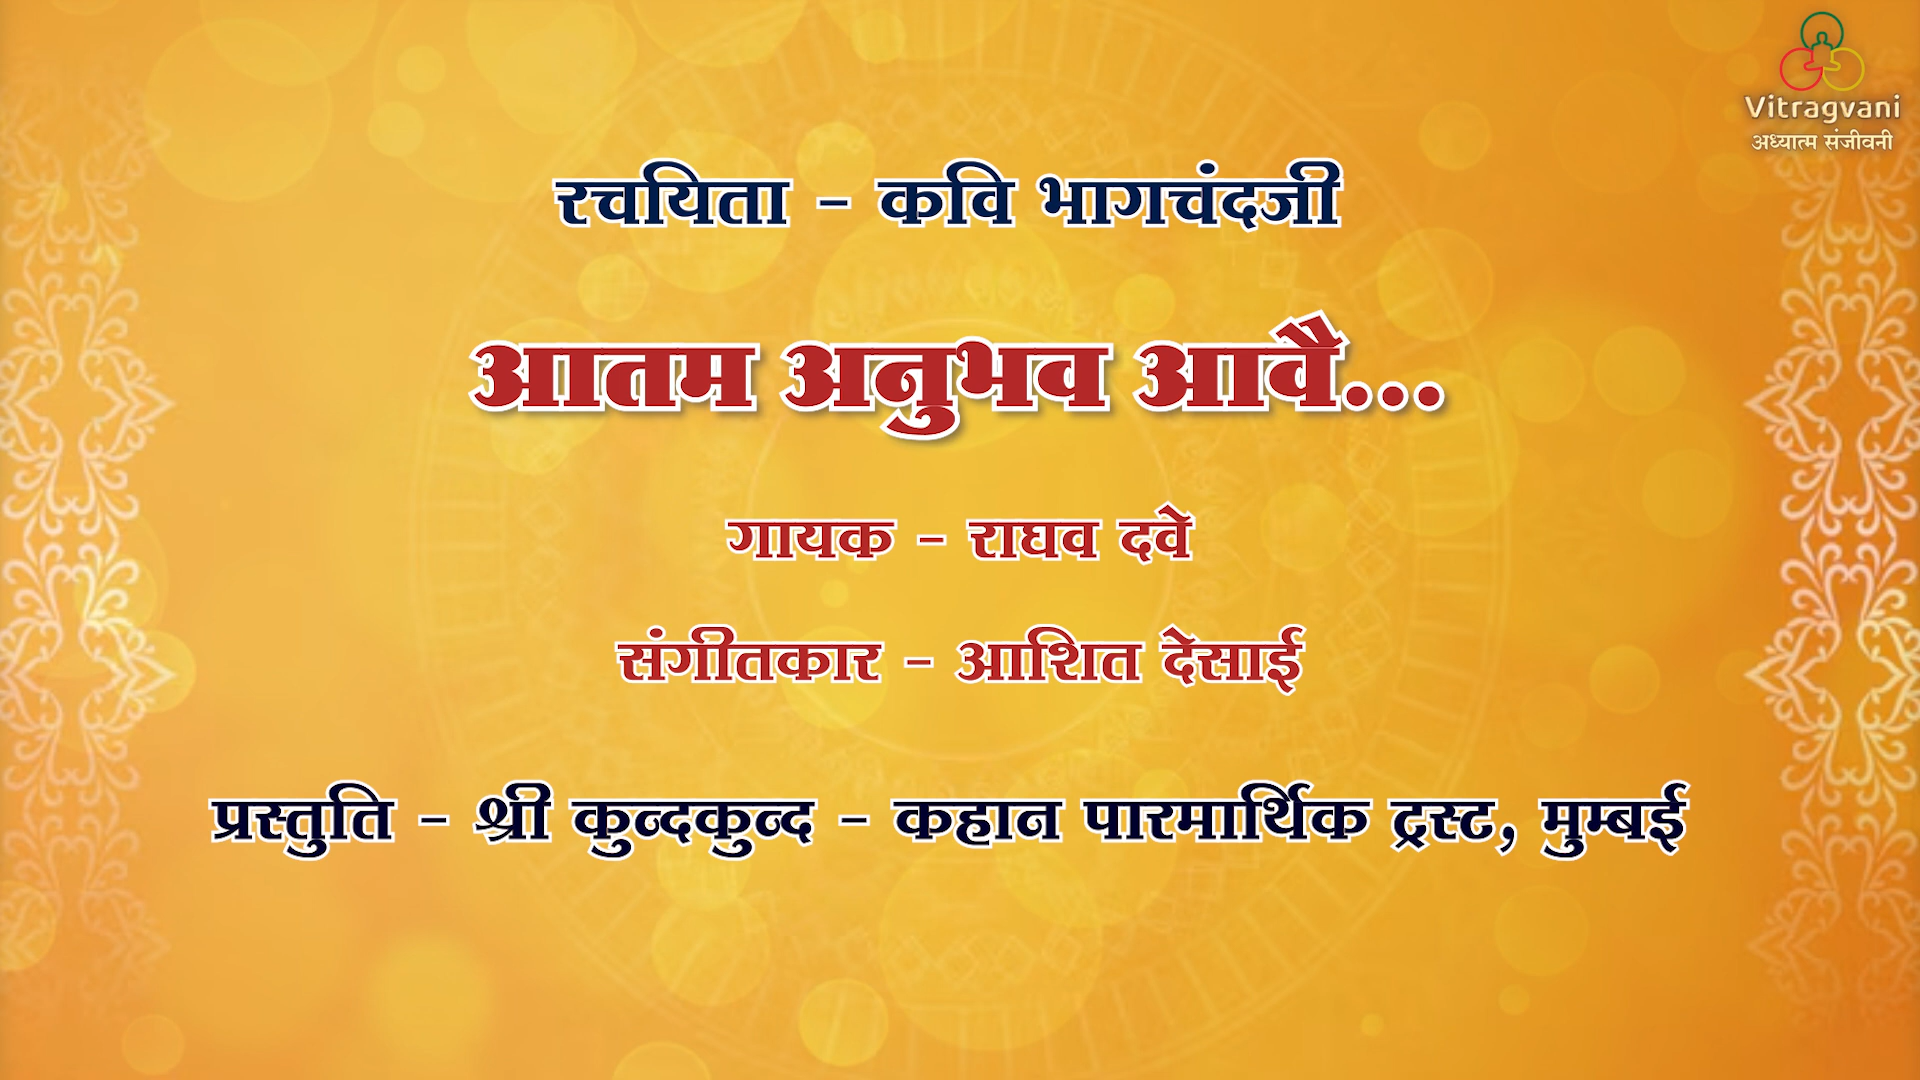 Vitragvani
अध्यात्म संजीवनी
रचयिता - कवि भागचंदजी
आतम अनुभव आवै...
गायक - राघव दवे
संगीतकार - आशित देसाई
प्रस्तुति - श्री कुन्दकुन्द - कहान पारमार्थिक ट्रस्ट, मुम्बई